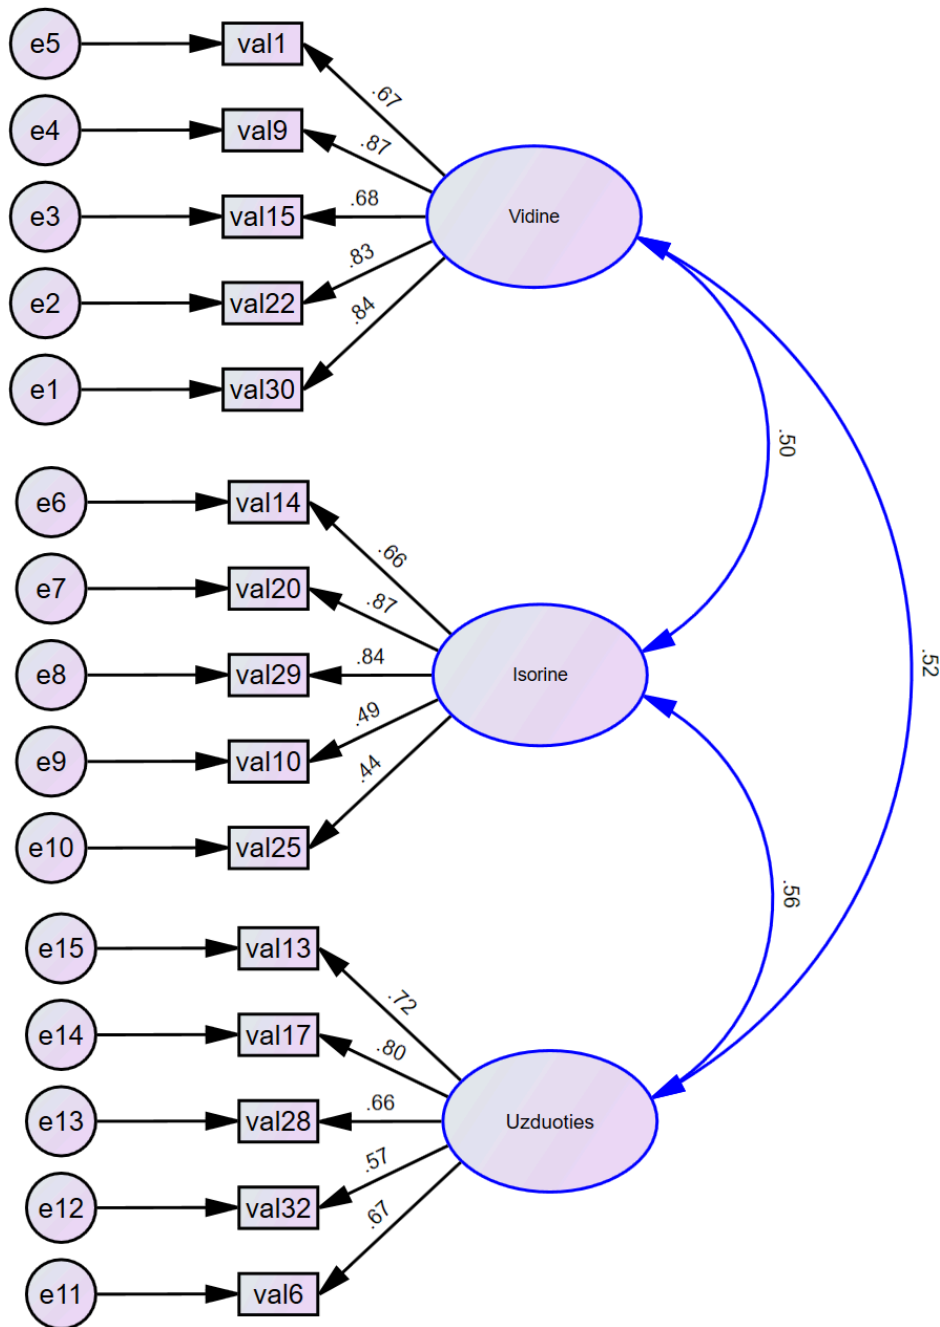 e5
val1
.67
e4
val9
.87
e3
val15
.68
Vidine
e2
val22
.83
e1
val30
.84
.50
e6
val14
.66
e7
val20
.87
e8
val29
.84
Isorine
.52
e9
val10
.49
e10
val25
.44
.56
e15
val13
.72
e14
val17
.80
e13
val28
.66
Uzduoties
e12
val32
.57
e11
val6
.67